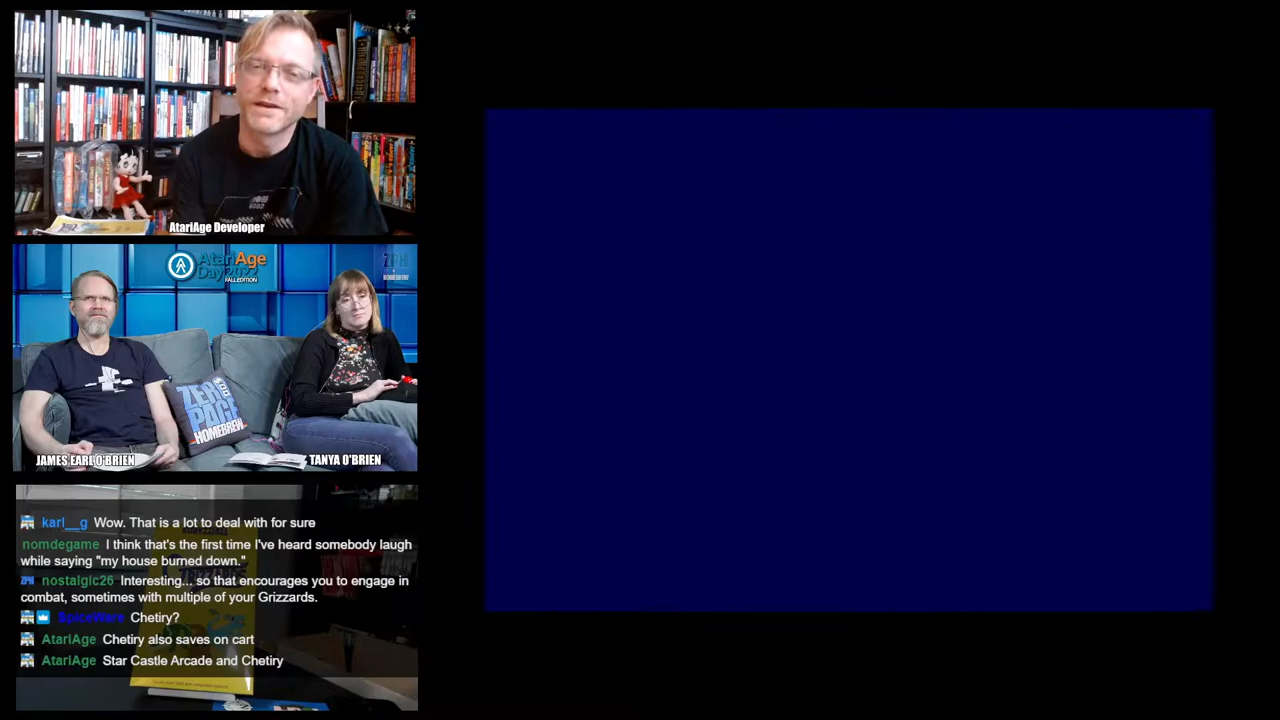 AtariAge Developer
AtariAge
Day 2022
FALL EDITION
ZPH
HOMEBREW
ZERO
PAGE
HOMEBREW
JAMES EARL O'BRIEN
TANYA O'BRIEN
karl__g Wow. That is a lot to deal with for sure
nomdegame I think that's the first time I've heard somebody laugh
while saying "my house burned down."
nostalgic26 Interesting... so that encourages you to engage in
combat, sometimes with multiple of your Grizzards.
SpiceWare Chetiry?
AtariAge Chetiry also saves on cart
AtariAge Star Castle Arcade and Chetiry